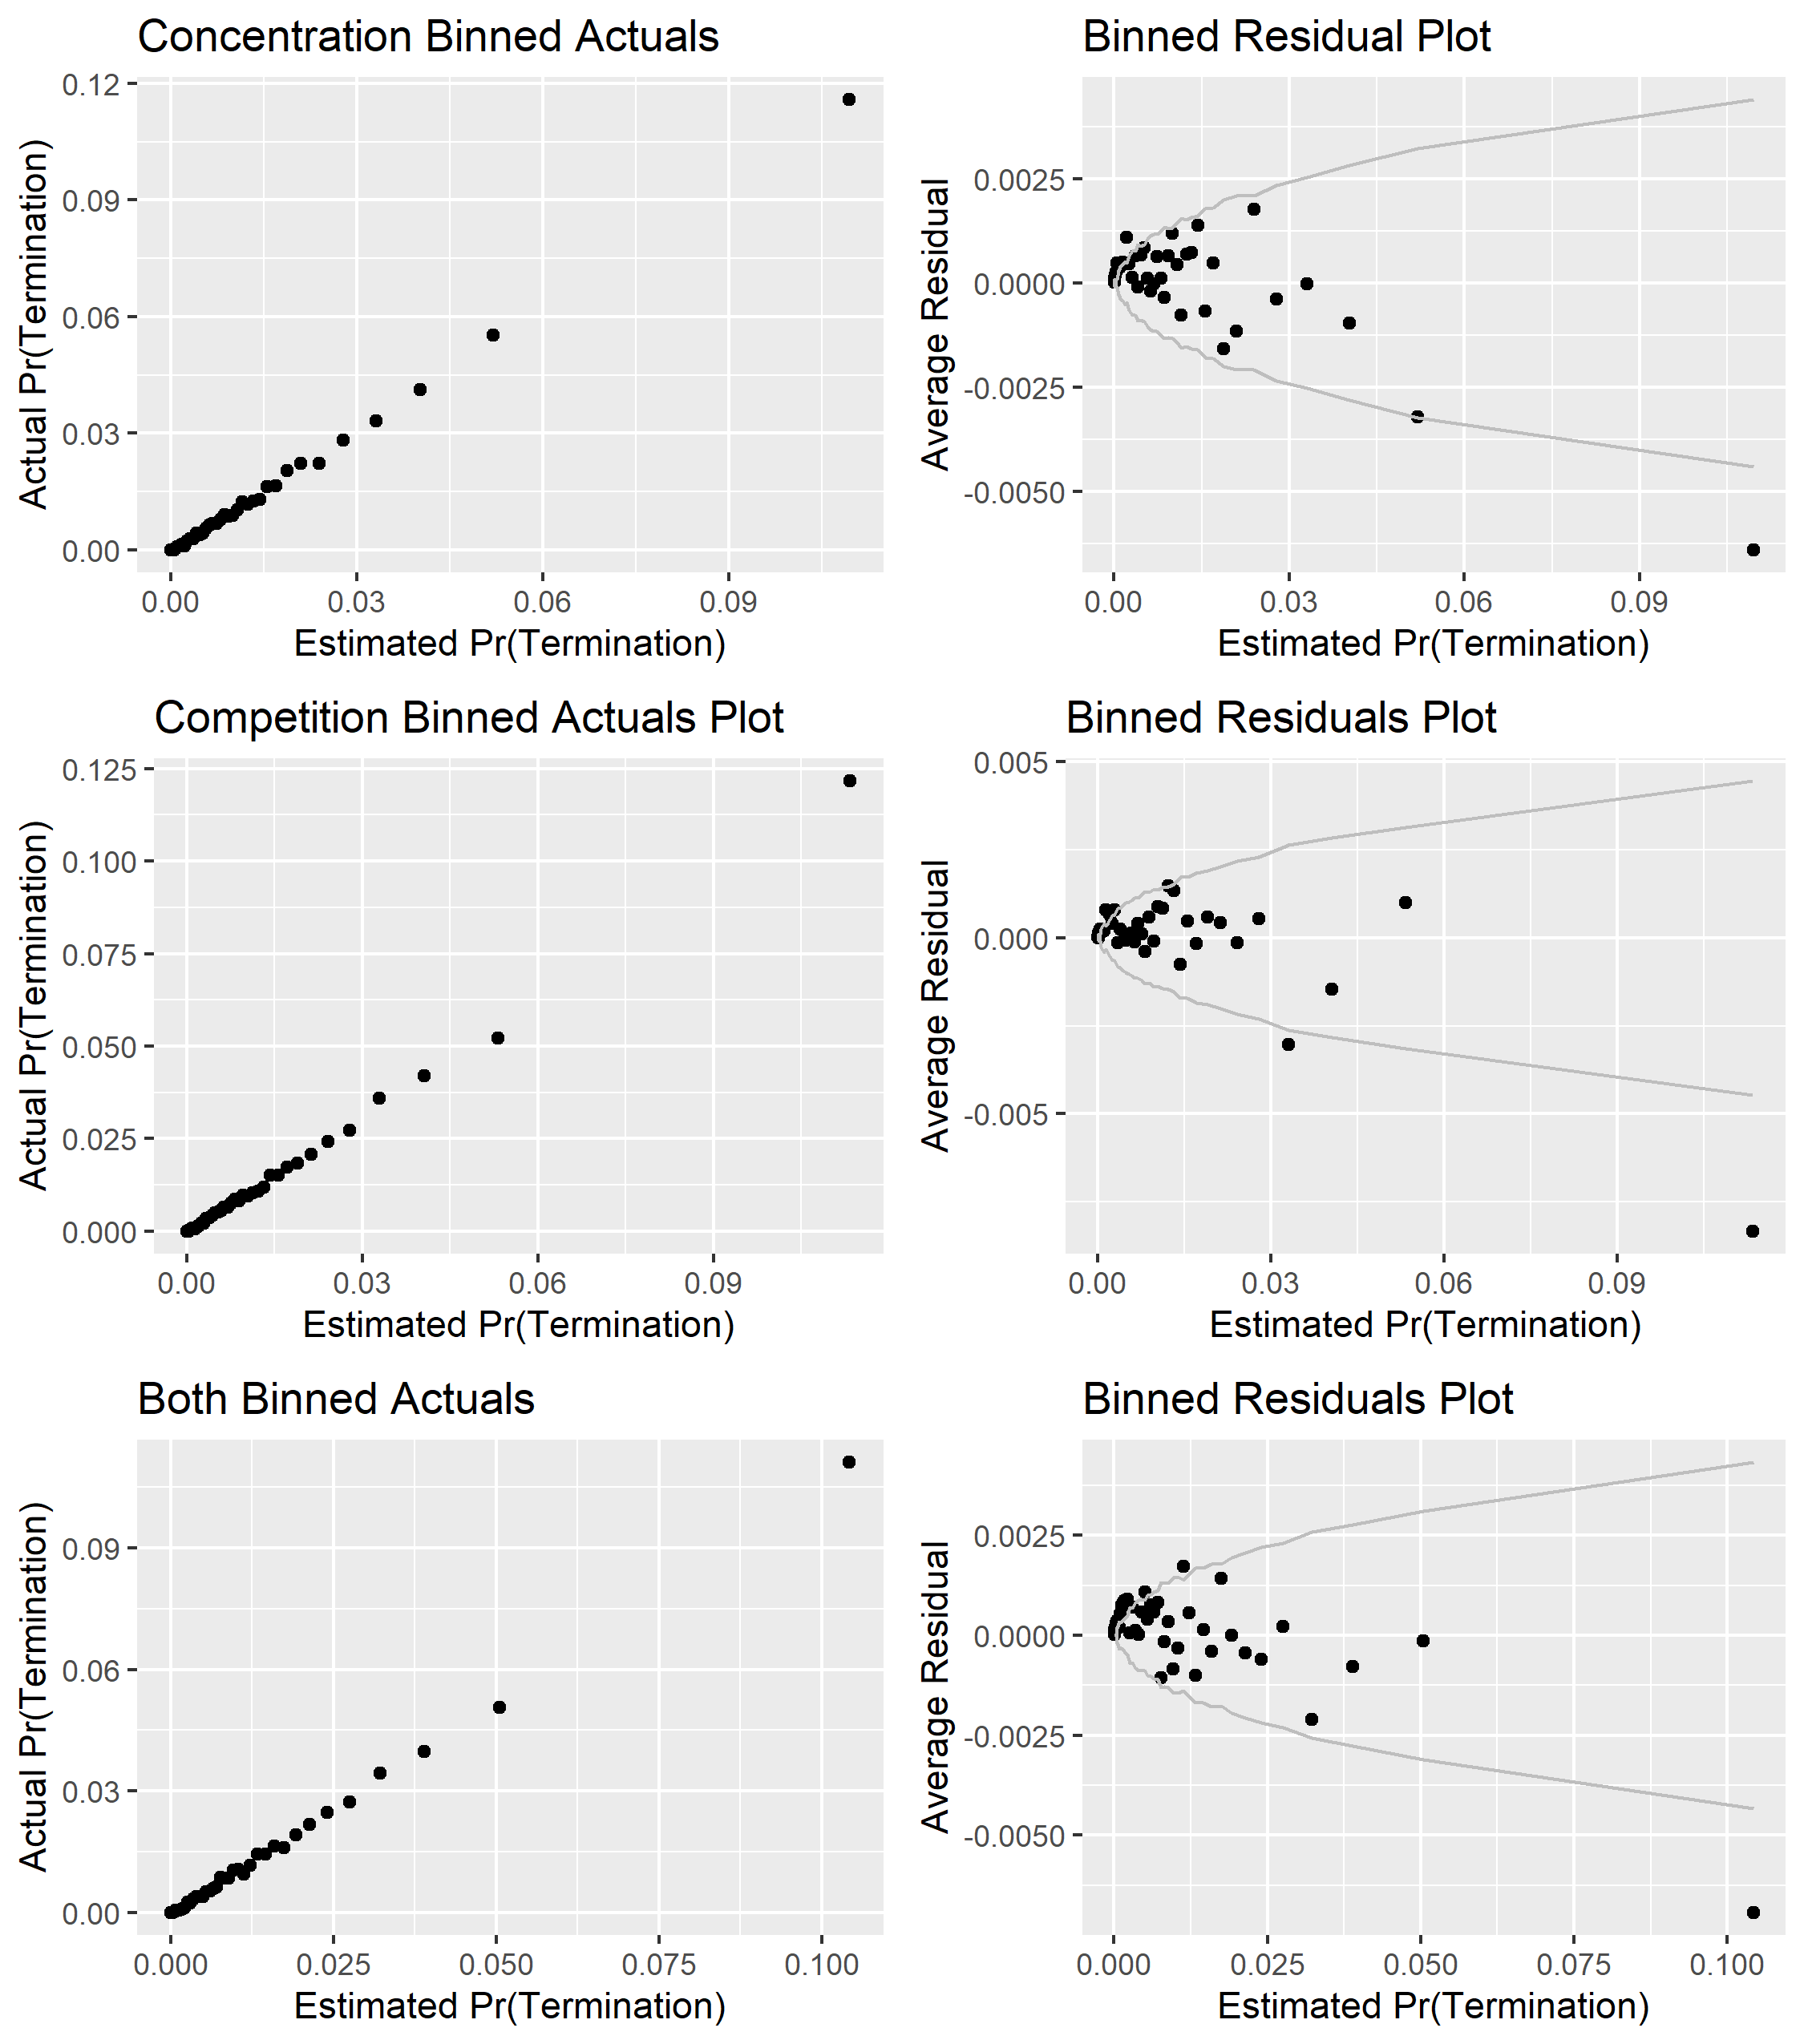 Concentration Binned Actuals
Binned Residual Plot
0.12
0.09
0.06
0.03
0.00
Actual Pr(Termination)
0.00 0.03 0.06 0.09
Estimated Pr(Termination)
0.0025
0.0000
-0.0025
-0.0050
Average Residual
0.00 0.03 0.06 0.09
Estimated Pr(Termination)
Competition Binned Actuals Plot
Binned Residuals Plot
0.125
0.100
0.075
0.050
0.025
0.000
Actual Pr(Termination)
0.00 0.03 0.06 0.09
Estimated Pr(Termination)
0.005
0.000
-0.005
Average Residual
0.00 0.03 0.06 0.09
Estimated Pr(Termination)
Both Binned Actuals
Binned Residuals Plot
0.09
0.06
0.03
0.00
Actual Pr(Termination)
0.000 0.025 0.050 0.075 0.100
Estimated Pr(Termination)
0.0025
0.0000
-0.0025
-0.0050
Average Residual
0.000 0.025 0.050 0.075 0.100
Estimated Pr(Termination)